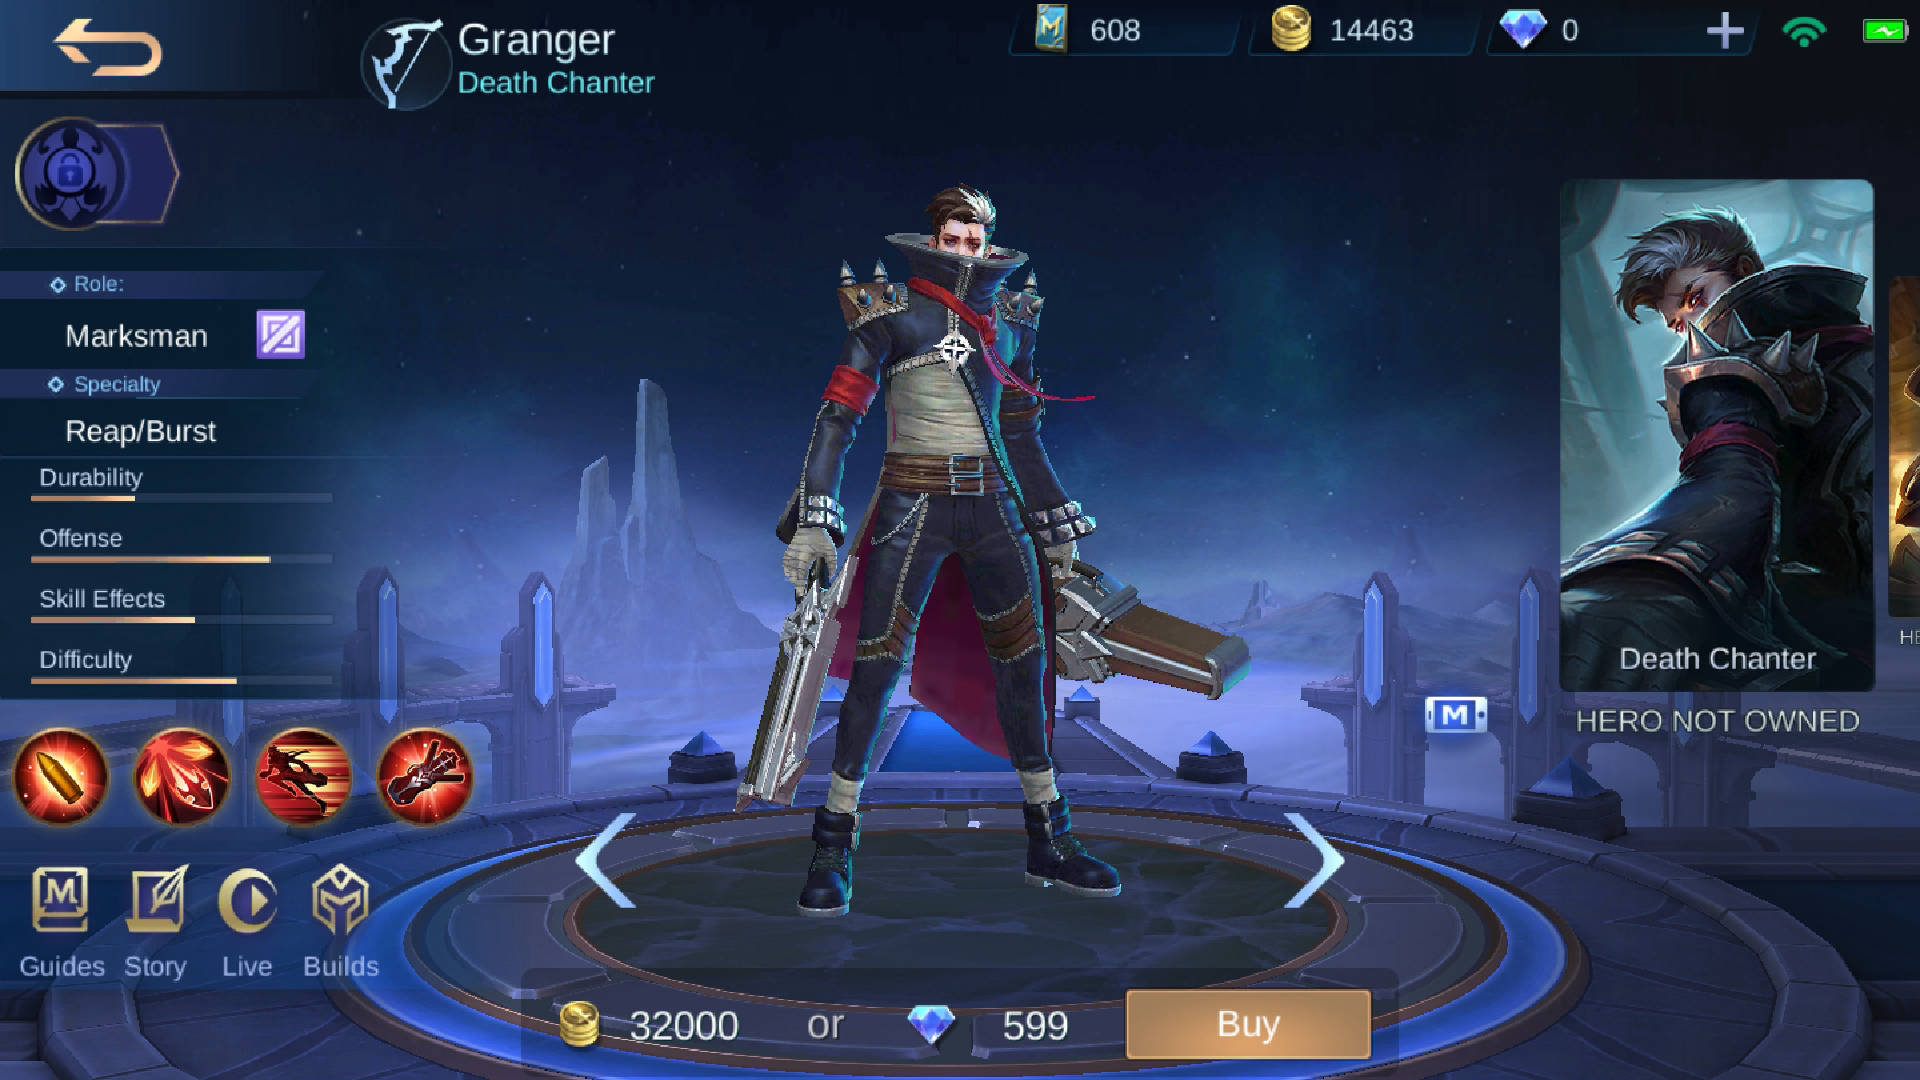 Granger
Death Chanter
608
14463
0
Role:
Marksman
Specialty
Reap/Burst
Durability
Offense
Skill Effects
Difficulty
Guides
Story
Live
Builds
M
M
M
Death Chanter
HERO NOT OWNED
HE
32000
or
599
Buy